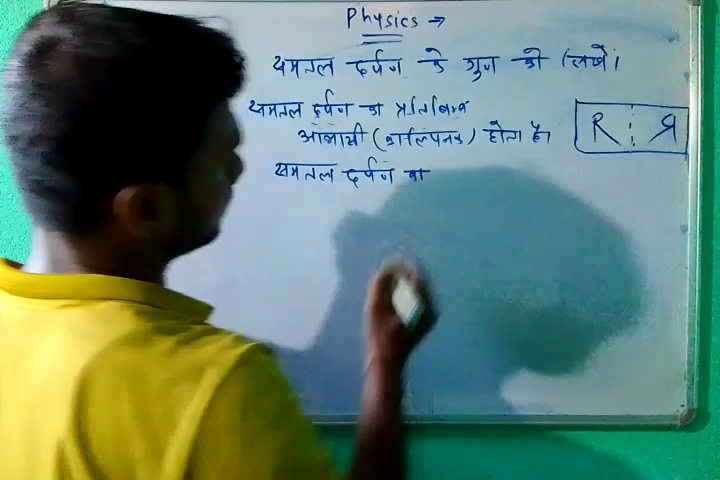 Physics →
समतल दर्पण के गुण को लिखें।
समतल दर्पण का प्रतिबिम्ब
आभासी (काल्पनिक) होता है।
R Я
समतल दर्पण का